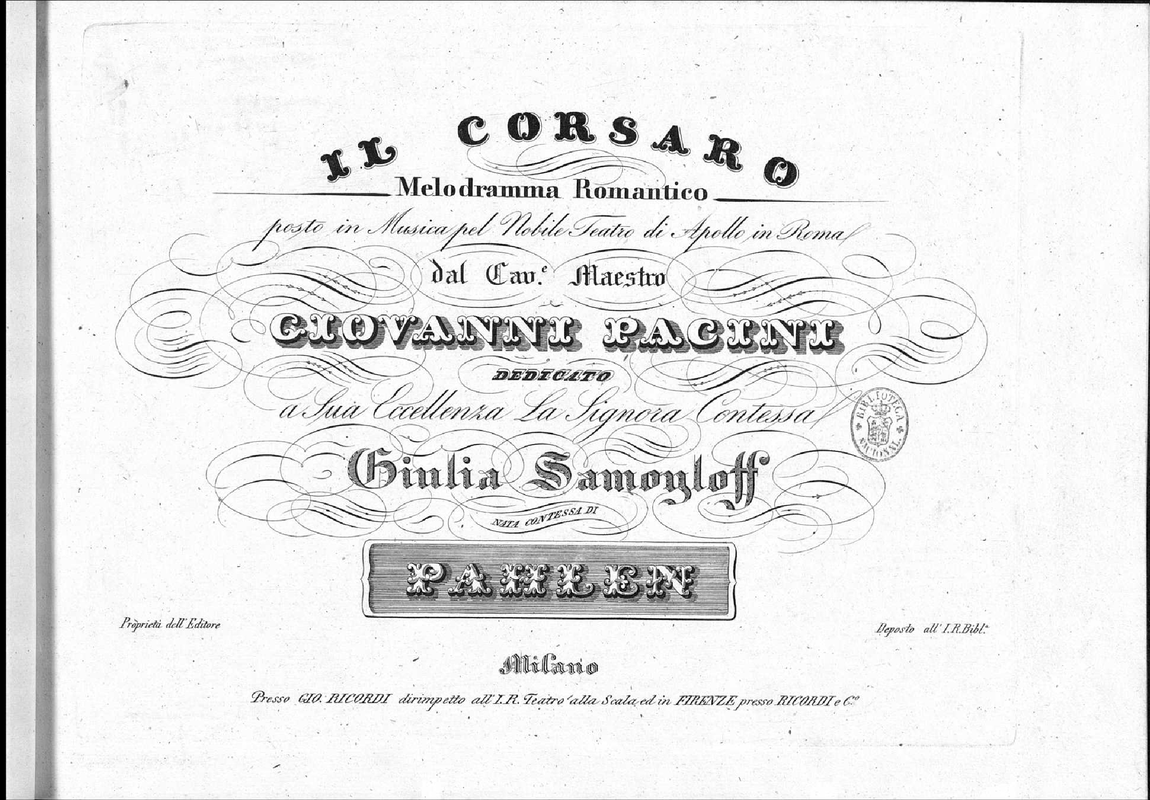 IL CORSARO
Melodramma Romantico
posto in Musica pel Nobile Teatro di Apollo in Roma
dal Cav.e Maestro
GIOVANNI PACINI
DEDICATO
a Sua Eccellenza La Signora Contessa
Giulia Samoyloff
NATA CONTESSA DI
PAHLEN
BIBLIOTECA
NACIONAL
Proprietà dell'Editore
Deposto all'I.R.Bibl.a
Milano
Presso GIO. RICORDI dirimpetto all'I.R. Teatro alla Scala, ed in FIRENZE presso RICORDI e C.o